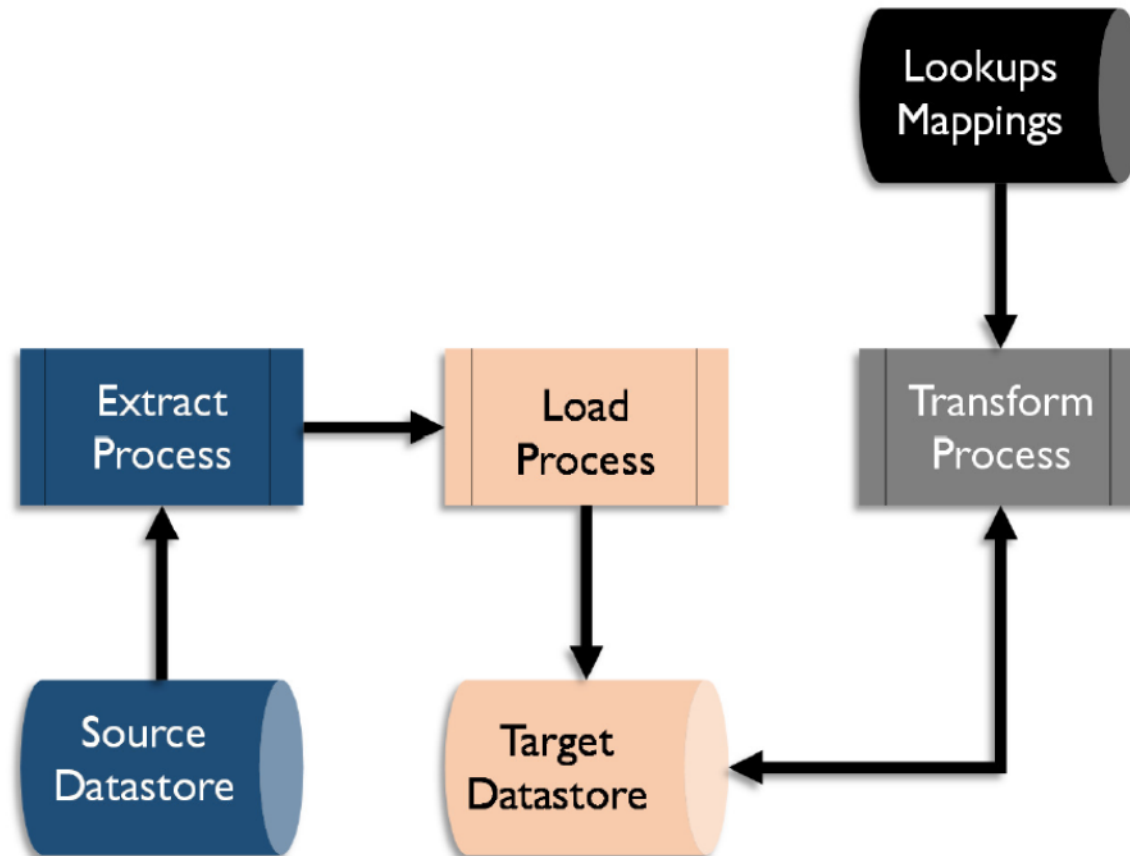 Lookups
Mappings
Extract
Process
Load
Process
Transform
Process
Source
Datastore
Target
Datastore